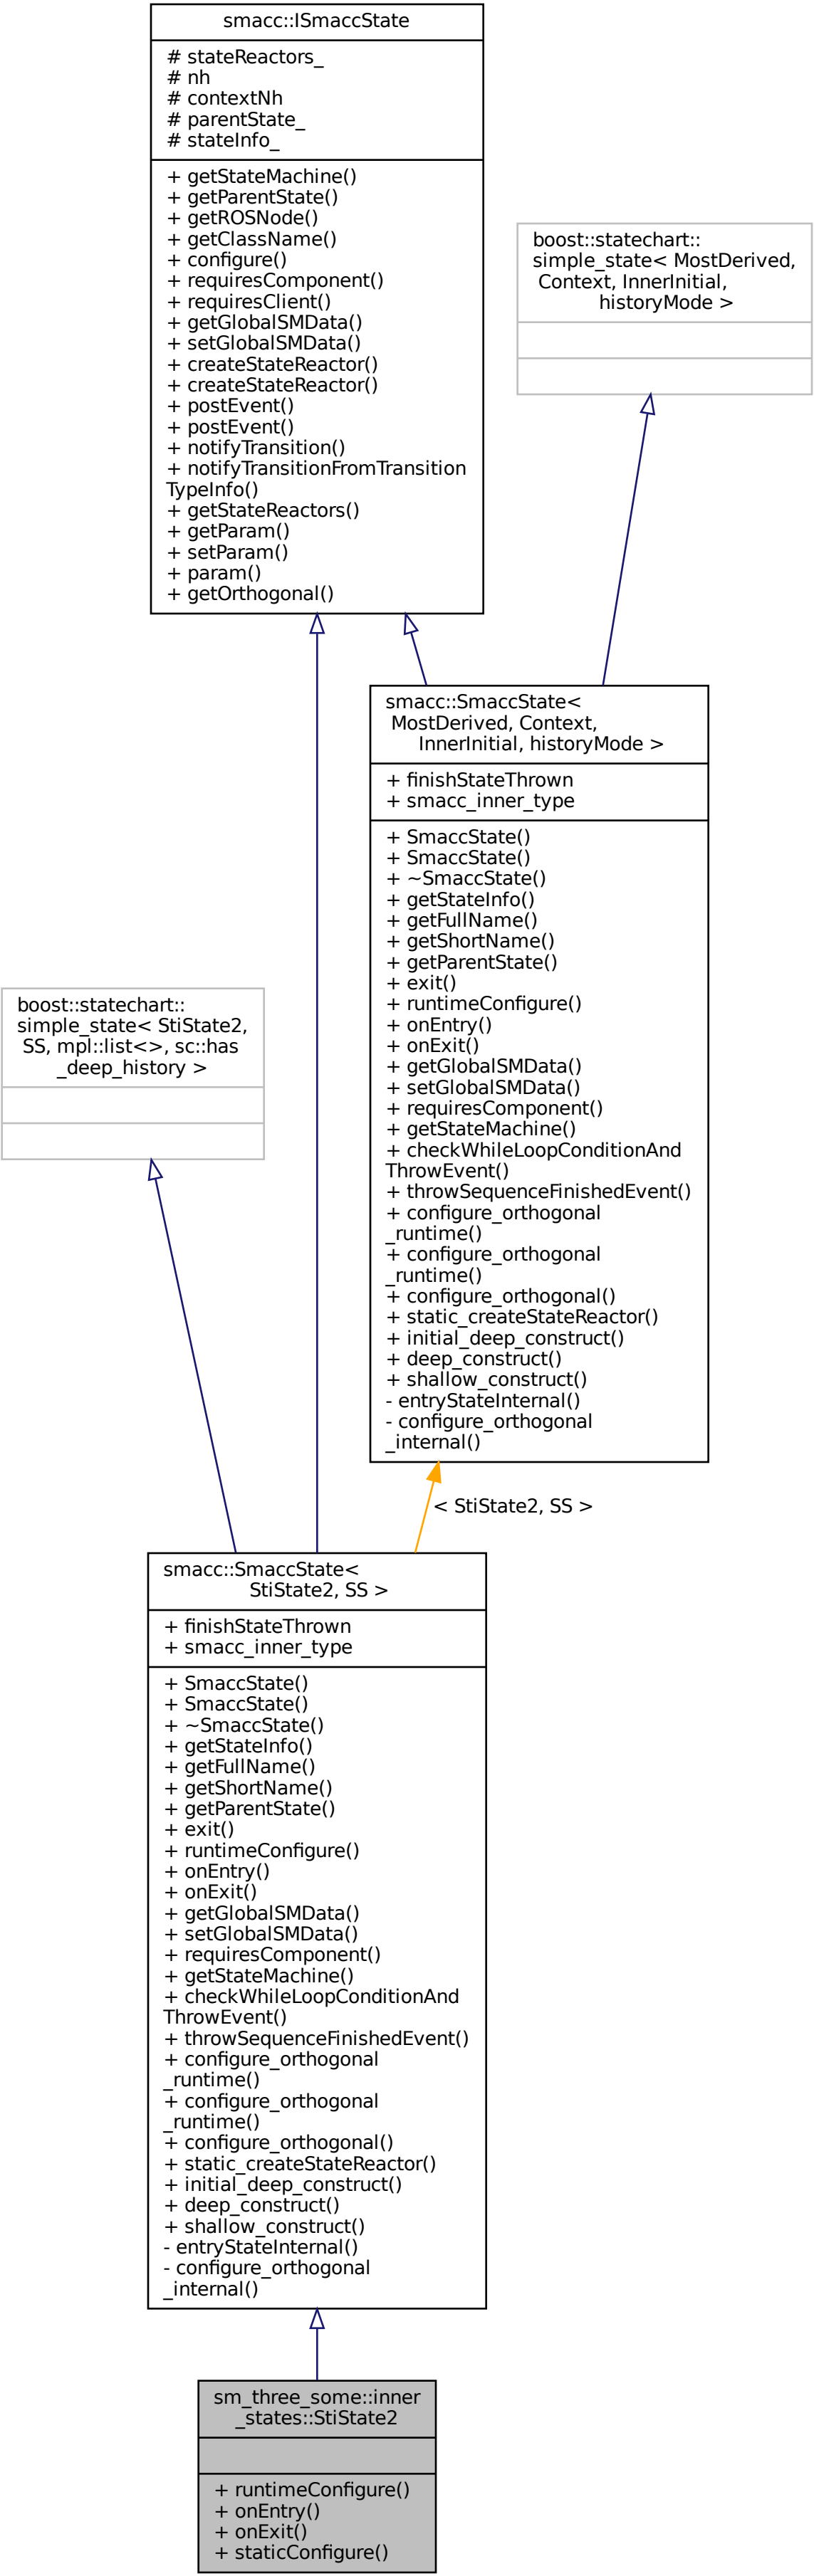 smacc::ISmaccState
# stateReactors_
# nh
# contextNh
# parentState_
# stateInfo_
+ getStateMachine()
+ getParentState()
+ getROSNode()
+ getClassName()
+ configure()
+ requiresComponent()
+ requiresClient()
+ getGlobalSMData()
+ setGlobalSMData()
+ createStateReactor()
+ createStateReactor()
+ postEvent()
+ postEvent()
+ notifyTransition()
+ notifyTransitionFromTransition
TypeInfo()
+ getStateReactors()
+ getParam()
+ setParam()
+ param()
+ getOrthogonal()
boost::statechart::
simple_state< MostDerived,
Context, InnerInitial,
historyMode >
smacc::SmaccState<
MostDerived, Context,
InnerInitial, historyMode >
+ finishStateThrown
+ smacc_inner_type
+ SmaccState()
+ SmaccState()
+ ~SmaccState()
+ getStateInfo()
+ getFullName()
+ getShortName()
+ getParentState()
+ exit()
+ runtimeConfigure()
+ onEntry()
+ onExit()
+ getGlobalSMData()
+ setGlobalSMData()
+ requiresComponent()
+ getStateMachine()
+ checkWhileLoopConditionAnd
ThrowEvent()
+ throwSequenceFinishedEvent()
+ configure_orthogonal
_runtime()
+ configure_orthogonal
_runtime()
+ configure_orthogonal()
+ static_createStateReactor()
+ initial_deep_construct()
+ deep_construct()
+ shallow_construct()
- entryStateInternal()
- configure_orthogonal
_internal()
boost::statechart::
simple_state< StiState2,
SS, mpl::list<>, sc::has
_deep_history >
< StiState2, SS >
smacc::SmaccState<
StiState2, SS >
+ finishStateThrown
+ smacc_inner_type
+ SmaccState()
+ SmaccState()
+ ~SmaccState()
+ getStateInfo()
+ getFullName()
+ getShortName()
+ getParentState()
+ exit()
+ runtimeConfigure()
+ onEntry()
+ onExit()
+ getGlobalSMData()
+ setGlobalSMData()
+ requiresComponent()
+ getStateMachine()
+ checkWhileLoopConditionAnd
ThrowEvent()
+ throwSequenceFinishedEvent()
+ configure_orthogonal
_runtime()
+ configure_orthogonal
_runtime()
+ configure_orthogonal()
+ static_createStateReactor()
+ initial_deep_construct()
+ deep_construct()
+ shallow_construct()
- entryStateInternal()
- configure_orthogonal
_internal()
sm_three_some::inner
_states::StiState2
+ runtimeConfigure()
+ onEntry()
+ onExit()
+ staticConfigure()